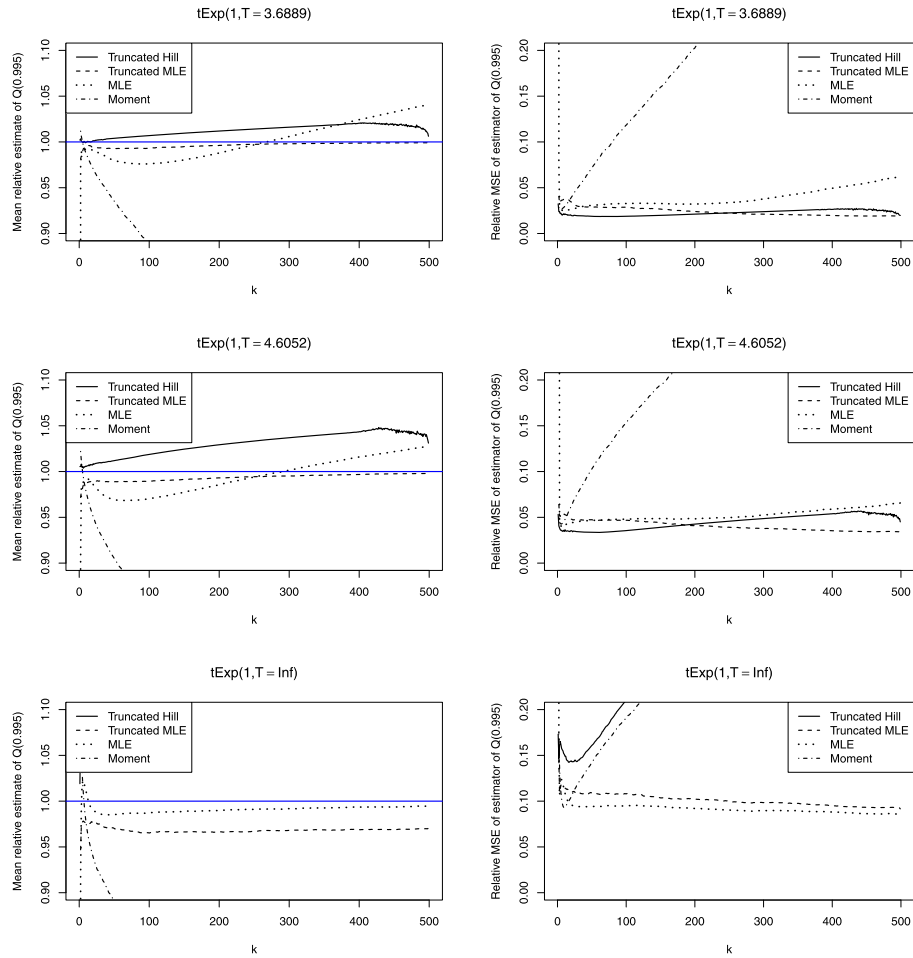 tExp(1,T = 3.6889)
Mean relative estimate of Q(0.995)
1.10
1.05
1.00
0.95
0.90
Truncated Hill
Truncated MLE
MLE
Moment
0 100 200 300 400 500
k
tExp(1,T = 3.6889)
Relative MSE of estimator of Q(0.995)
0.20
0.15
0.10
0.05
0.00
Truncated Hill
Truncated MLE
MLE
Moment
0 100 200 300 400 500
k
tExp(1,T = 4.6052)
Mean relative estimate of Q(0.995)
1.10
1.05
1.00
0.95
0.90
Truncated Hill
Truncated MLE
MLE
Moment
0 100 200 300 400 500
k
tExp(1,T = 4.6052)
Relative MSE of estimator of Q(0.995)
0.20
0.15
0.10
0.05
0.00
Truncated Hill
Truncated MLE
MLE
Moment
0 100 200 300 400 500
k
tExp(1,T = Inf)
Mean relative estimate of Q(0.995)
1.10
1.05
1.00
0.95
0.90
Truncated Hill
Truncated MLE
MLE
Moment
0 100 200 300 400 500
k
tExp(1,T = Inf)
Relative MSE of estimator of Q(0.995)
0.20
0.15
0.10
0.05
0.00
Truncated Hill
Truncated MLE
MLE
Moment
0 100 200 300 400 500
k